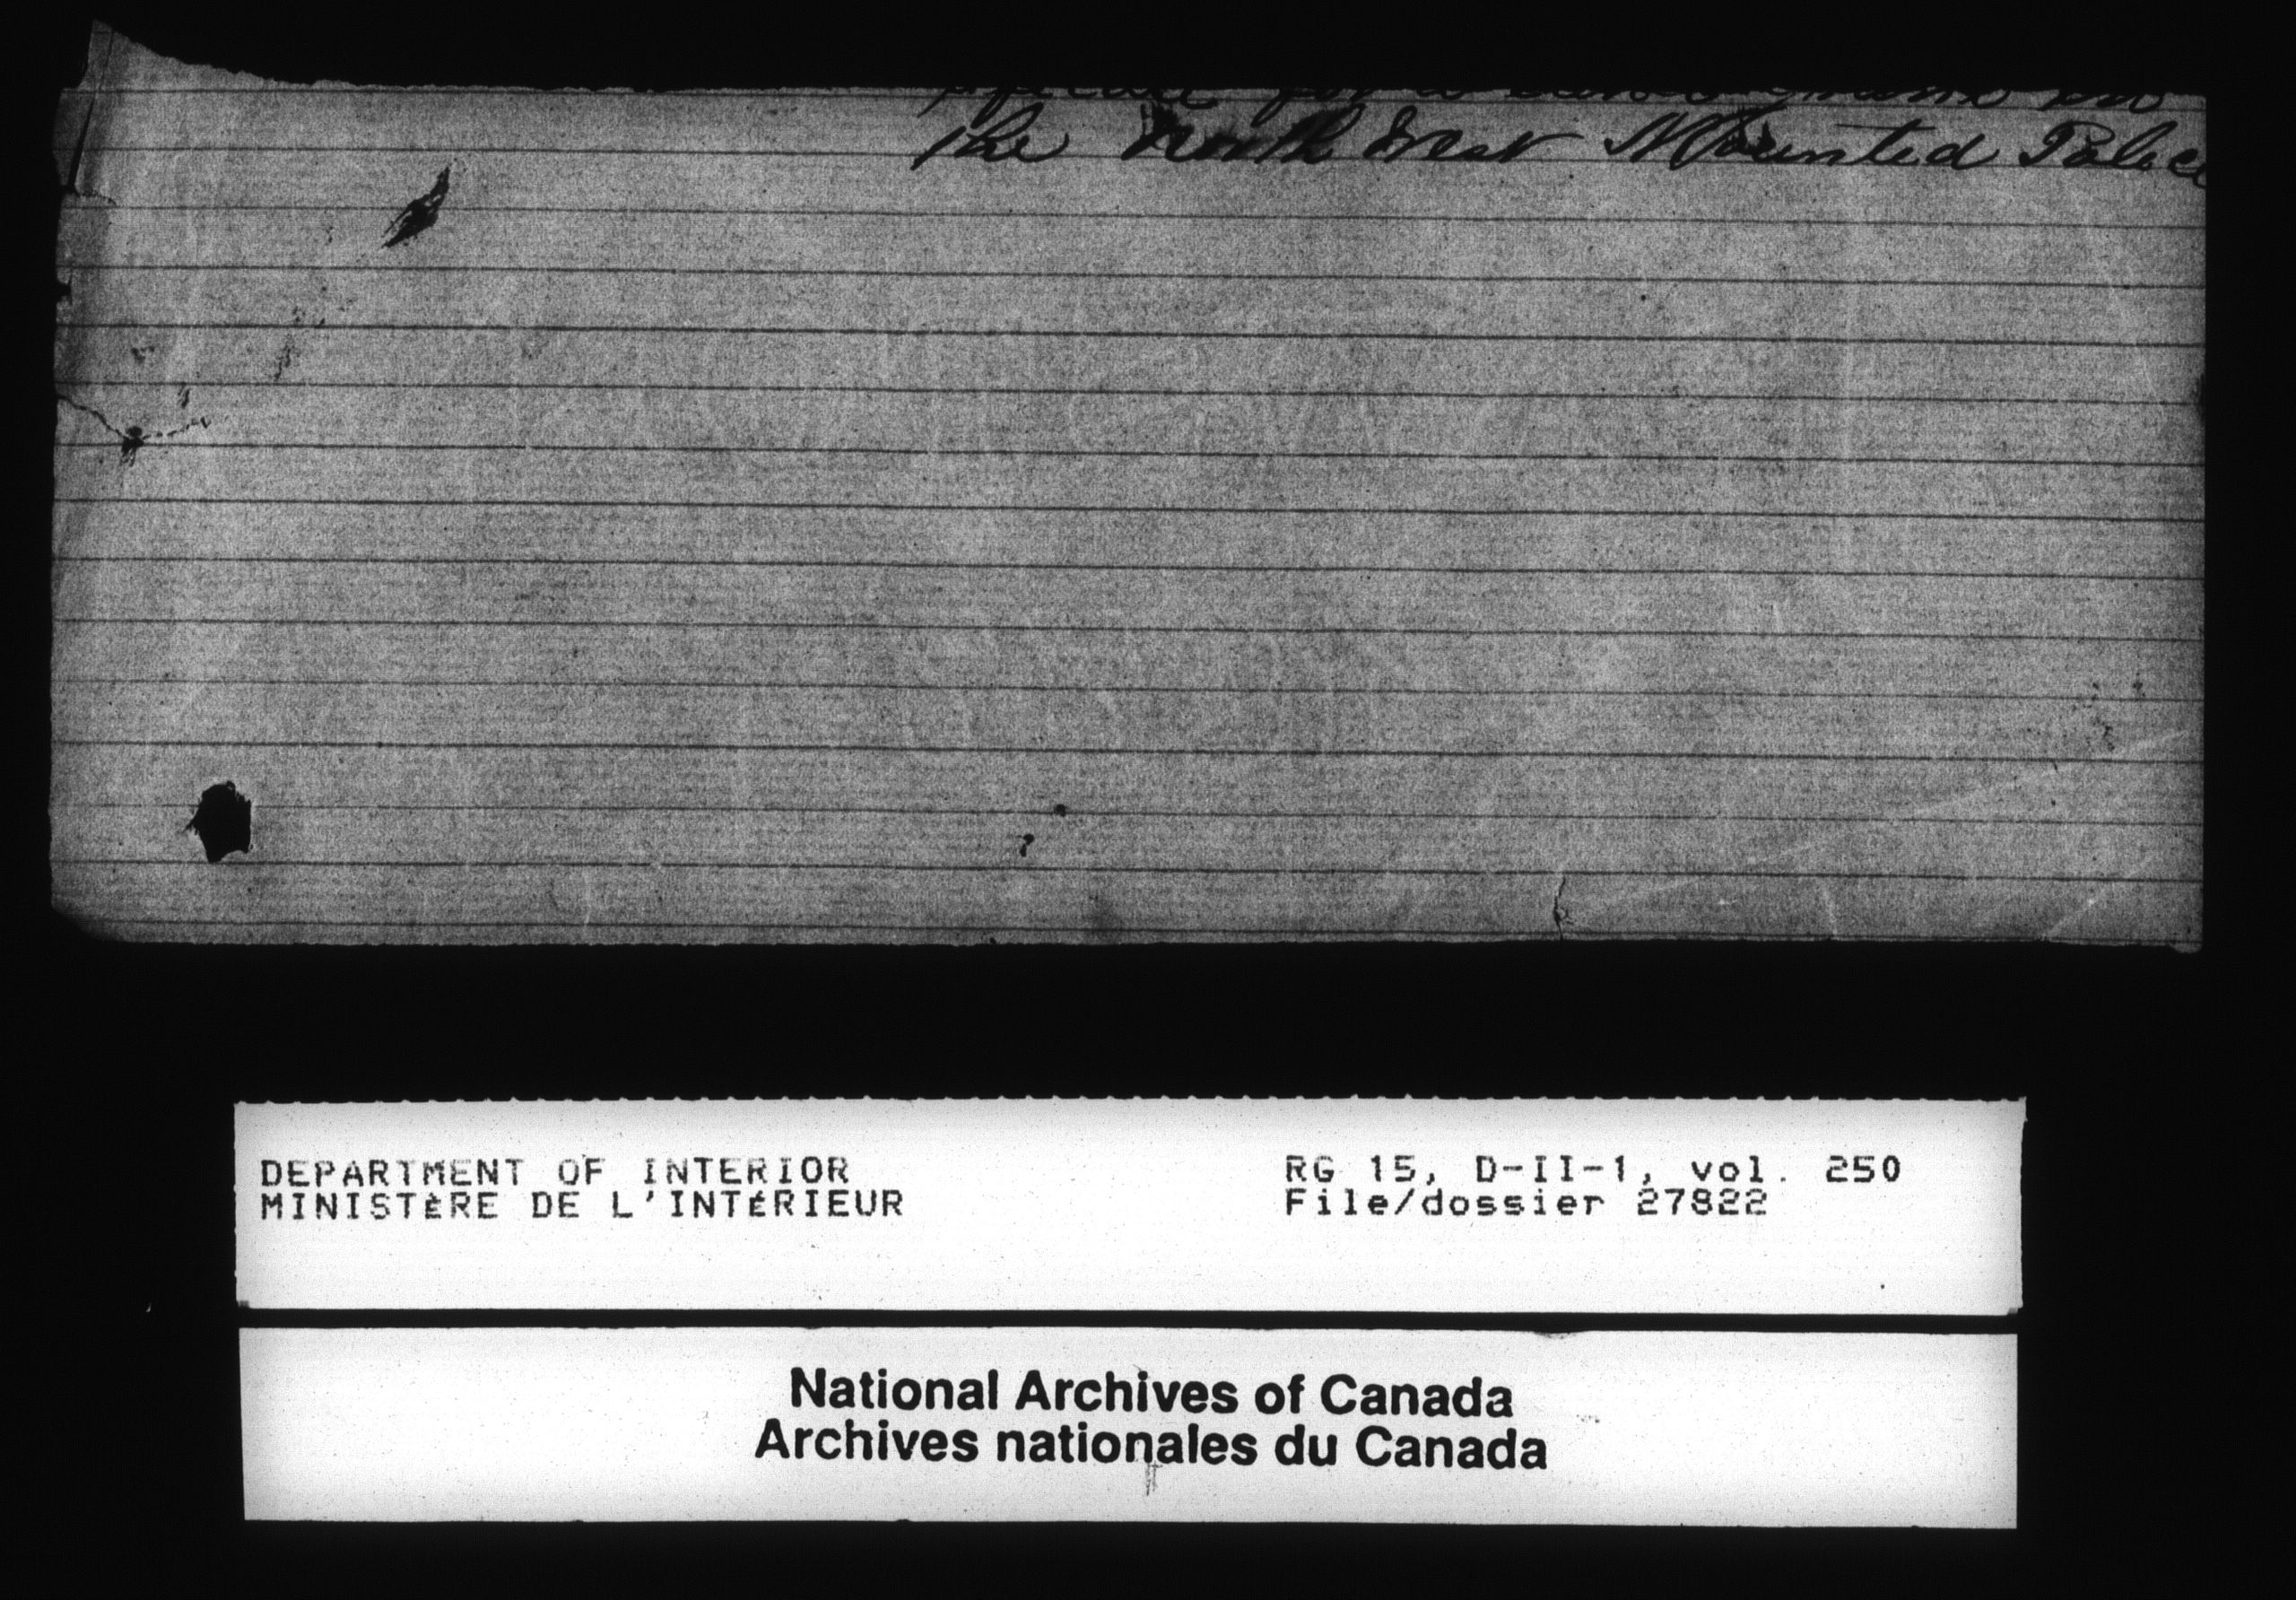 the North West Mounted Police
DEPARTMENT OF INTERIOR
MINISTÈRE DE L'INTÉRIEUR
RG 15, D-II-1, vol. 250
File/dossier 27822
National Archives of Canada
Archives nationales du Canada